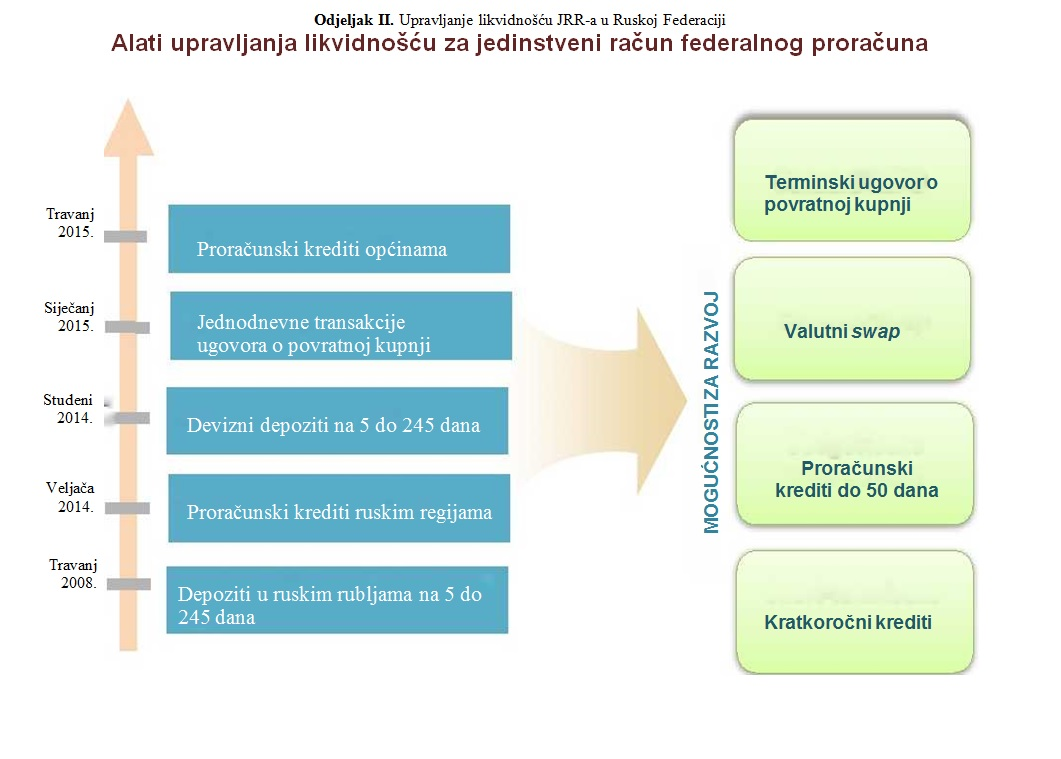 Odjeljak II. Upravljanje likvidnošću JRR-a u Ruskoj Federaciji
Alati upravljanja likvidnošću za jedinstveni račun federalnog proračuna
Travanj
2015.
Proračunski krediti općinama
Siječanj
2015.
Jednodnevne transakcije
ugovora o povratnoj kupnji
Studeni
2014.
Devizni depoziti na 5 do 245 dana
Veljača
2014.
Proračunski krediti ruskim regijama
Travanj
2008.
Depoziti u ruskim rubljama na 5 do
245 dana
MOGUĆNOSTI ZA RAZVOJ
Terminski ugovor o
povratnoj kupnji
Valutni swap
Proračunski
krediti do 50 dana
Kratkoročni krediti